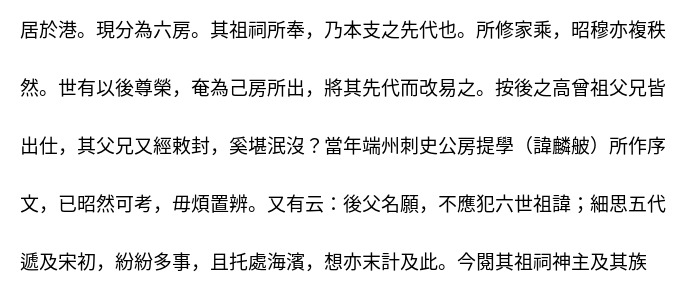 居於港。現分為六房。其祖祠所奉，乃本支之先代也。所修家乘，昭穆亦複秩
然。世有以後尊榮，奄為己房所出，將其先代而改易之。按後之高曾祖父兄皆
出仕，其父兄又經敕封，奚堪泯沒？當年端州刺史公房提學（諱麟舨）所作序
文，已昭然可考，毋煩置辨。又有云：後父名願，不應犯六世祖諱；細思五代
遞及宋初，紛紛多事，且托處海濱，想亦末計及此。今閱其祖祠神主及其族